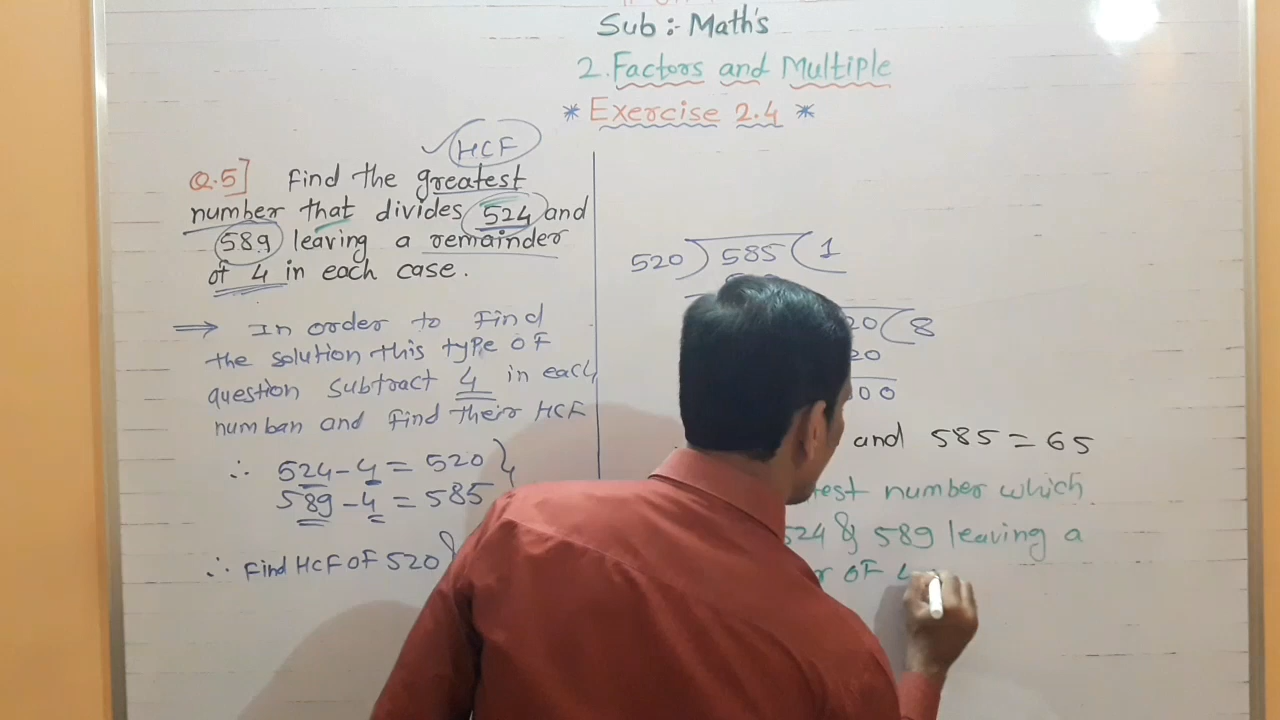 Sub :- Math's
2. Factors and Multiple
* Exercise 2.4 *
✓ HCF
Q.5] Find the greatest
number that divides 524 and
589 leaving a remainder
of 4 in each case.
⇒ In order to find
the solution this type of
question subtract 4 in each
numban and find their HCF
∴ 524 - 4 = 520
589 - 4 = 585
∴ Find HCF of 520 &
520) 585 (1
20 (8
20
00
and 585 = 65
test number which
524 & 589 leaving a
r of 4